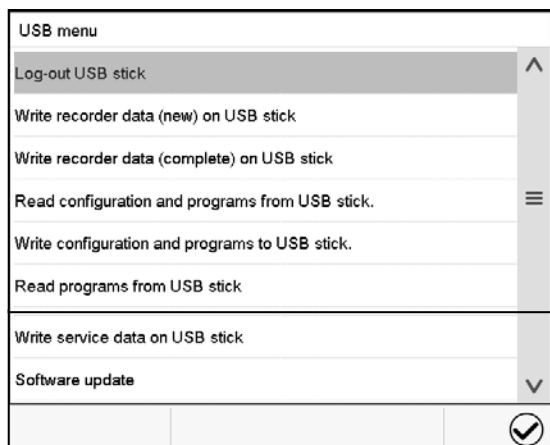 USB menu
Log-out USB stick
Write recorder data (new) on USB stick
Write recorder data (complete) on USB stick
Read configuration and programs from USB stick.
Write configuration and programs to USB stick.
Read programs from USB stick
Write service data on USB stick
Software update